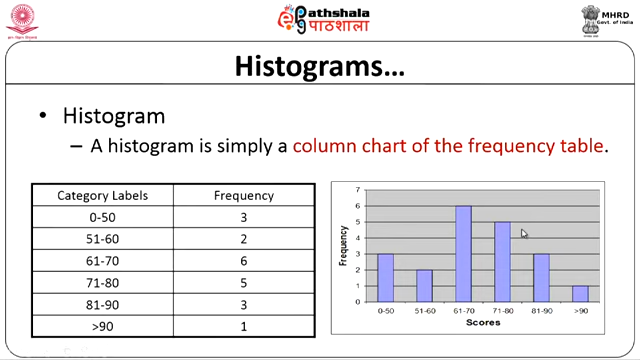 Pathshala
पाठशाला
MHRD
Govt. of India
Histograms…
• Histogram
– A histogram is simply a column chart of the frequency table.
Category Labels Frequency
0-50 3
51-60 2
61-70 6
71-80 5
81-90 3
>90 1
Frequency
7
6
5
4
3
2
1
0
0-50 51-60 61-70 71-80 81-90 >90
Scores